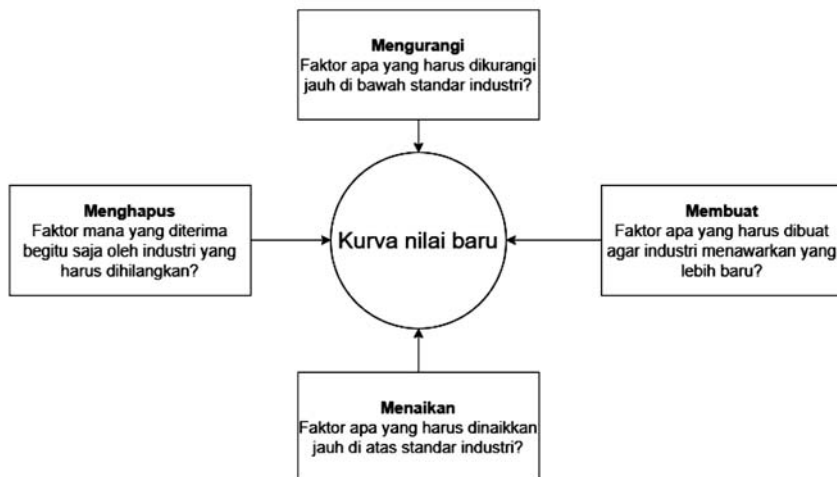 Mengurangi
Faktor apa yang harus dikurangi
jauh di bawah standar industri?
Menghapus
Faktor mana yang diterima
begitu saja oleh industri yang
harus dihilangkan?
Kurva nilai baru
Membuat
Faktor apa yang harus dibuat
agar industri menawarkan yang
lebih baru?
Menaikan
Faktor apa yang harus dinaikkan
jauh di atas standar industri?